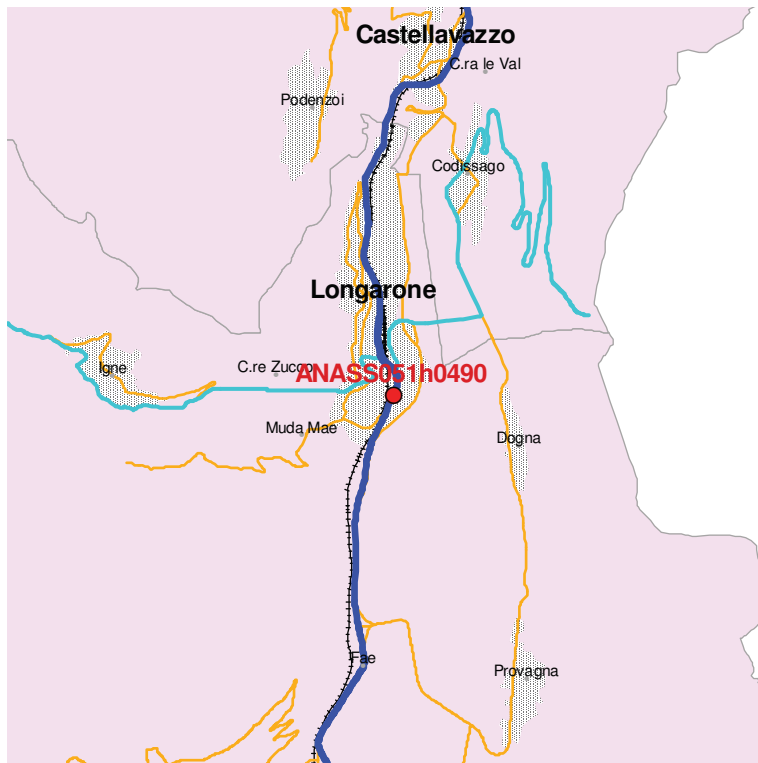 Castellavazzo
C.ra le Val
Podenzoi
Codissago
Longarone
Igne
C.re Zucco
ANASS051h0490
Muda Mae
Dogna
Fae
Provagna